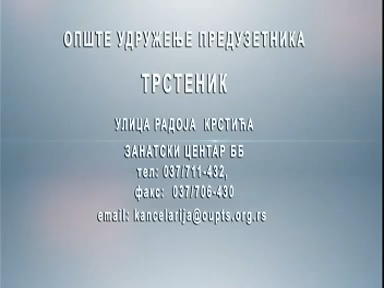 ОПШТЕ УДРУЖЕЊЕ ПРЕДУЗЕТНИКА
ТРСТЕНИК
УЛИЦА РАДОЈА КРСТИЋА
ЗАНАТСКИ ЦЕНТАР ББ
тел: 037/711-432,
факс: 037/706-430
email: kancelarija@oupts.org.rs